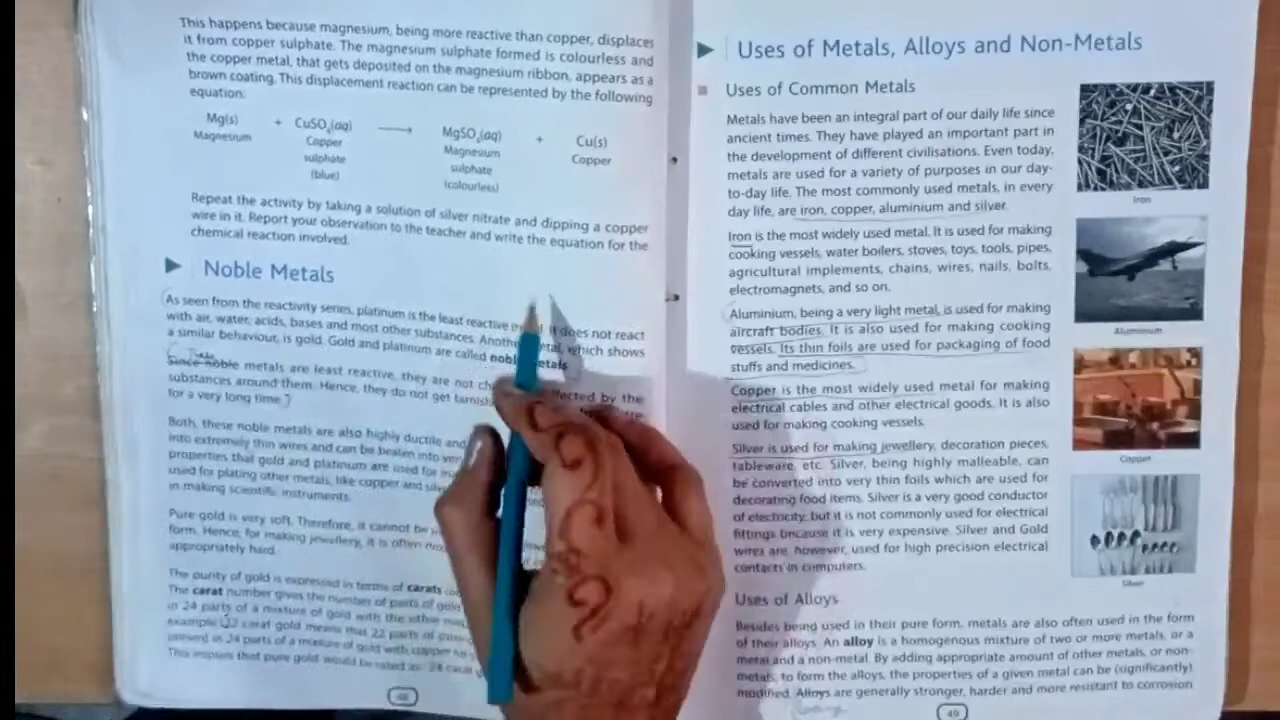 This happens because magnesium, being more reactive than copper, displaces
it from copper sulphate. The magnesium sulphate formed is colourless and
the copper metal, that gets deposited on the magnesium ribbon, appears as a
brown coating. This displacement reaction can be represented by the following
equation:
Mg(s) + CuSO4(aq) ⟶ MgSO4(aq) + Cu(s)
Magnesium Copper Magnesium Copper
sulphate sulphate
(blue) (colourless)
Repeat the activity by taking a solution of silver nitrate and dipping a copper
wire in it. Report your observation to the teacher and write the equation for the
chemical reaction involved.
Noble Metals
As seen from the reactivity series, platinum is the least reactive It does not react
with air, water, acids, bases and most other substances. which shows
a similar behaviour, is gold. Gold and platinum are called
Since noble metals are least reactive, they are not by the
substances around them. Hence, they do not get
for a very long time.
Both, these noble metals are also highly ductile and
into extremely thin wires and can be beaten into
properties that gold and platinum are used for
used for plating other metals, like copper and
in making scientific instruments.
Pure gold is very soft. Therefore, it cannot be
form. Hence, for making jewellery, it is often
appropriately hard.
The purity of gold is expressed in terms of carats
The carat number gives the number of parts of gold
in 24 parts of a mixture of gold with the other
example 22 carat gold means that 22 parts of
present in 24 parts of a mixture of gold with copper
This implies that pure gold would be rated as 24 carat
48
Uses of Metals, Alloys and Non-Metals
Uses of Common Metals
Metals have been an integral part of our daily life since
ancient times. They have played an important part in
the development of different civilisations. Even today,
metals are used for a variety of purposes in our day-
to-day life. The most commonly used metals, in every
day life, are iron, copper, aluminium and silver.
Iron is the most widely used metal. It is used for making
cooking vessels, water boilers, stoves, toys, tools, pipes,
agricultural implements, chains, wires, nails, bolts,
electromagnets, and so on.
Aluminium, being a very light metal, is used for making
aircraft bodies. It is also used for making cooking
vessels. Its thin foils are used for packaging of food
stuffs and medicines.
Copper is the most widely used metal for making
electrical cables and other electrical goods. It is also
used for making cooking vessels.
Silver is used for making jewellery, decoration pieces,
tableware, etc. Silver, being highly malleable, can
be converted into very thin foils which are used for
decorating food items. Silver is a very good conductor
of electricity, but it is not commonly used for electrical
fittings because it is very expensive. Silver and Gold
wires are, however, used for high precision electrical
contacts in computers.
Iron
Aluminium
Copper
Silver
Uses of Alloys
Besides being used in their pure form, metals are also often used in the form
of their alloys. An alloy is a homogenous mixture of two or more metals, or a
metal and a non-metal. By adding appropriate amount of other metals, or non-
metals, to form the alloys, the properties of a given metal can be (significantly)
modified. Alloys are generally stronger, harder and more resistant to corrosion
49